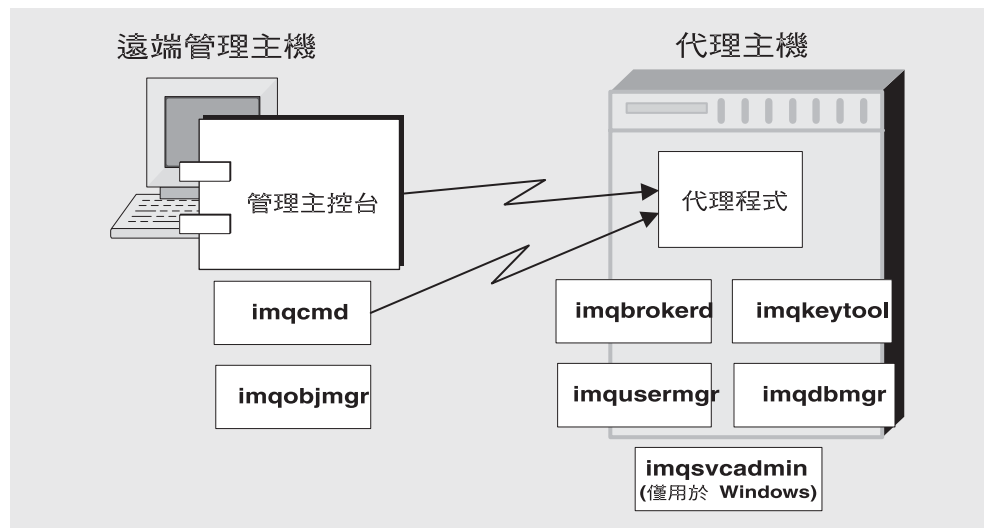 遠端管理主機
代理主機
管理主控台
代理程式
imqcmd
imqbrokerd
imqkeytool
imqobjmgr
imqusermgr
imqdbmgr
imqsvcadmin
(僅用於 Windows)